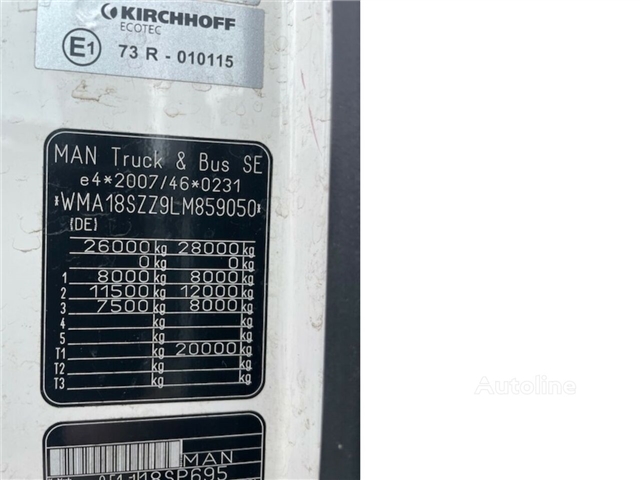 KIRCHHOFF
ECOTEC
E1 73 R - 010115
MAN Truck & Bus SE
e4*2007/46*0231
*WMA18SZZ9LM859050*
(DE)
26000 kg 28000 kg
0 kg 0 kg
1 8000 kg 8000 kg
2 11500 kg 12000 kg
3 7500 kg 8000 kg
4 kg kg
5 kg kg
T1 kg 20000 kg
T2 kg kg
T3 kg kg
MAN
Autoline